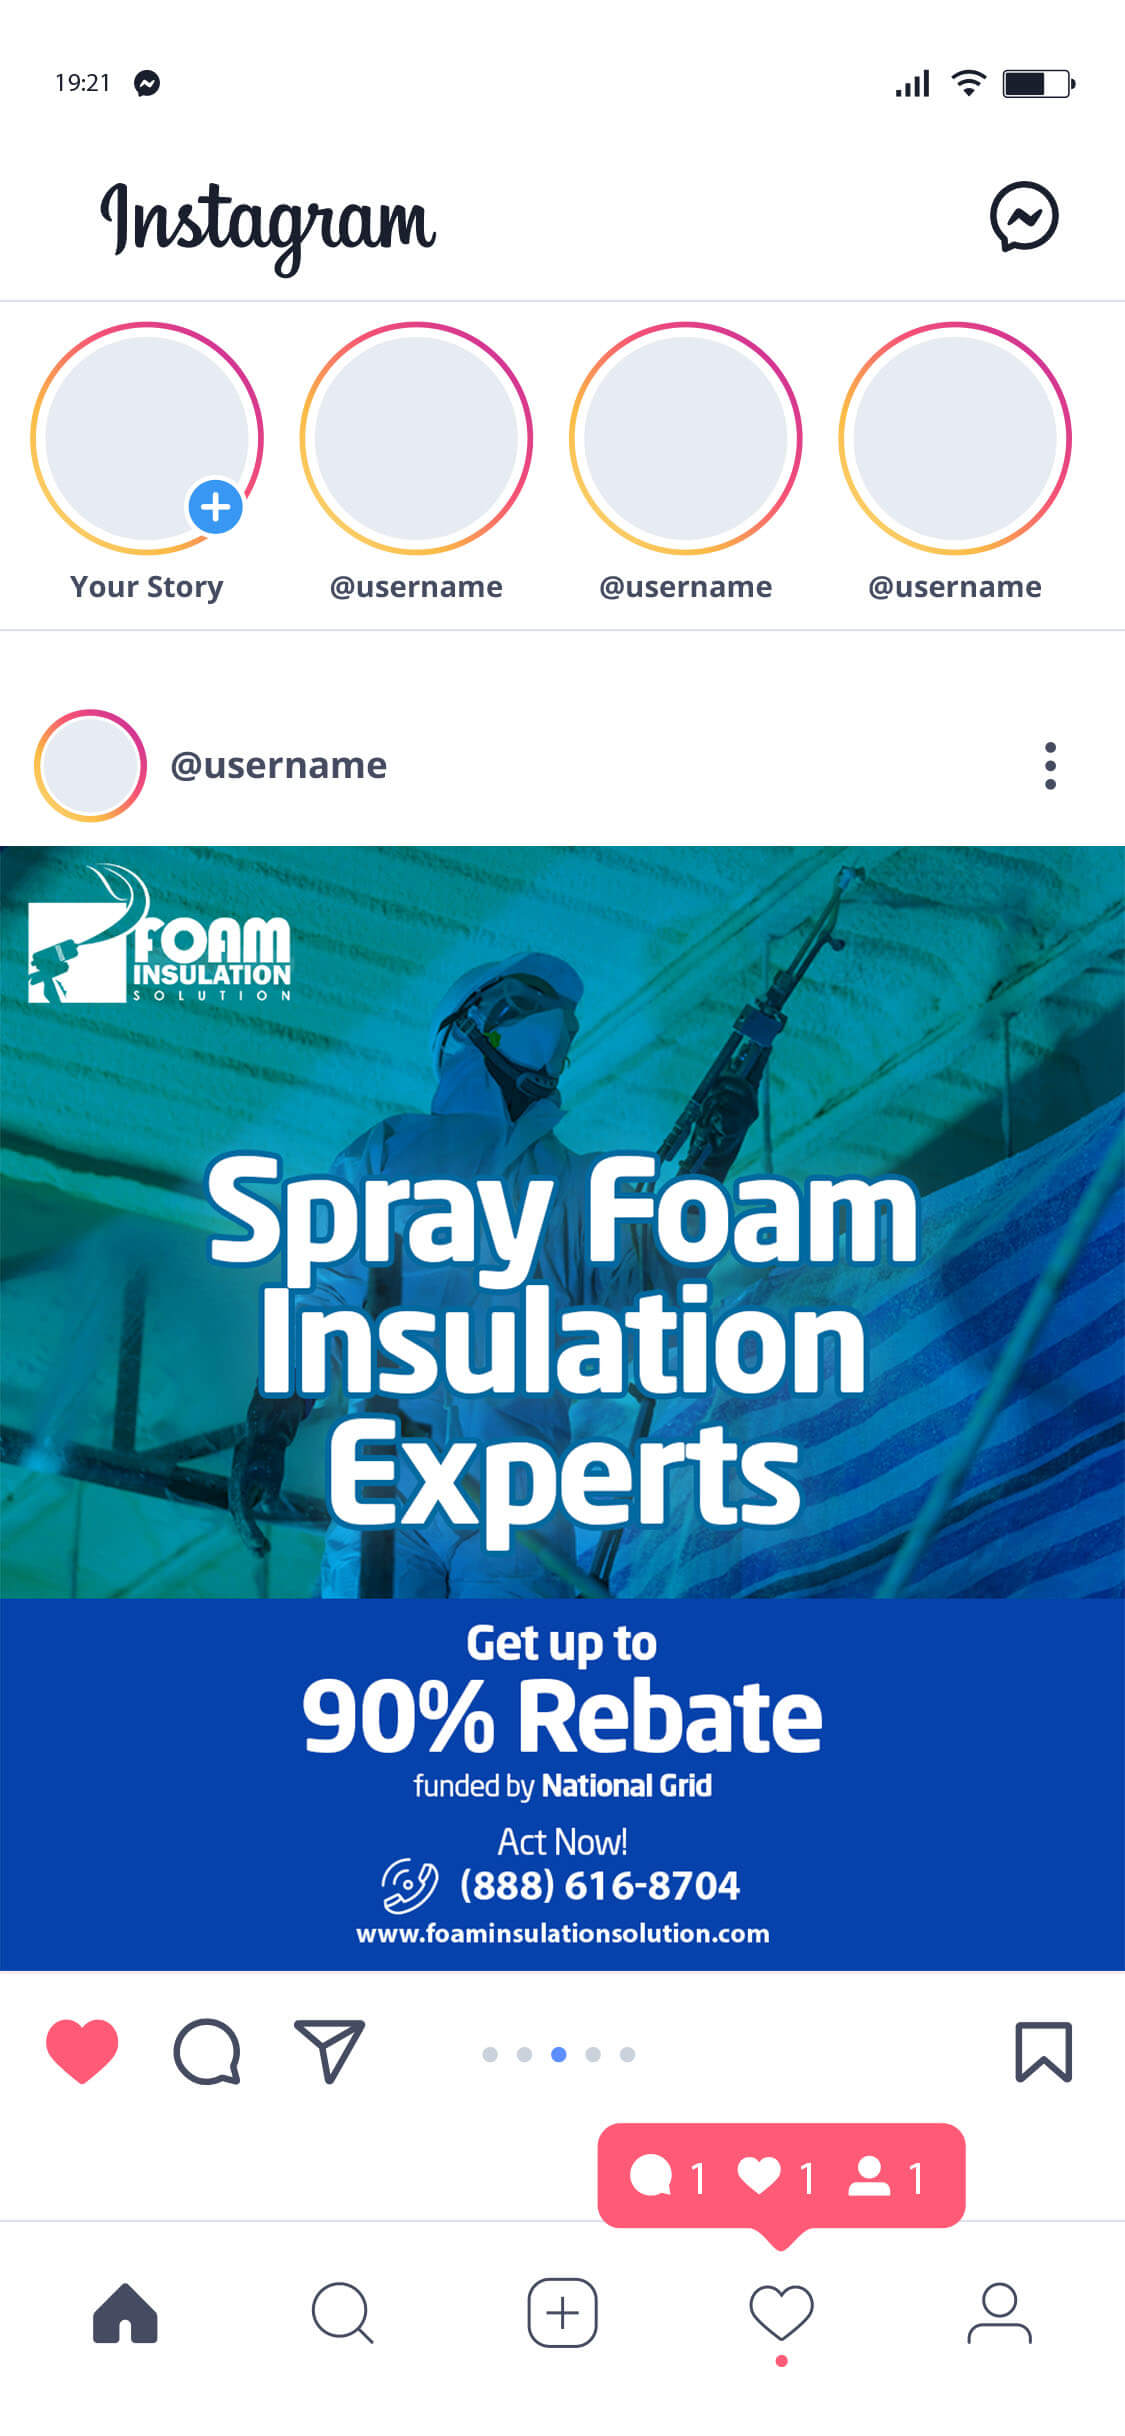 19:21
Instagram
Your Story
@username
@username
@username
@username
FOAM
INSULATION
SOLUTION
Spray Foam
Insulation
Experts
Get up to
90% Rebate
funded by National Grid
Act Now!
(888) 616-8704
www.foaminsulationsolution.com
1 1 1